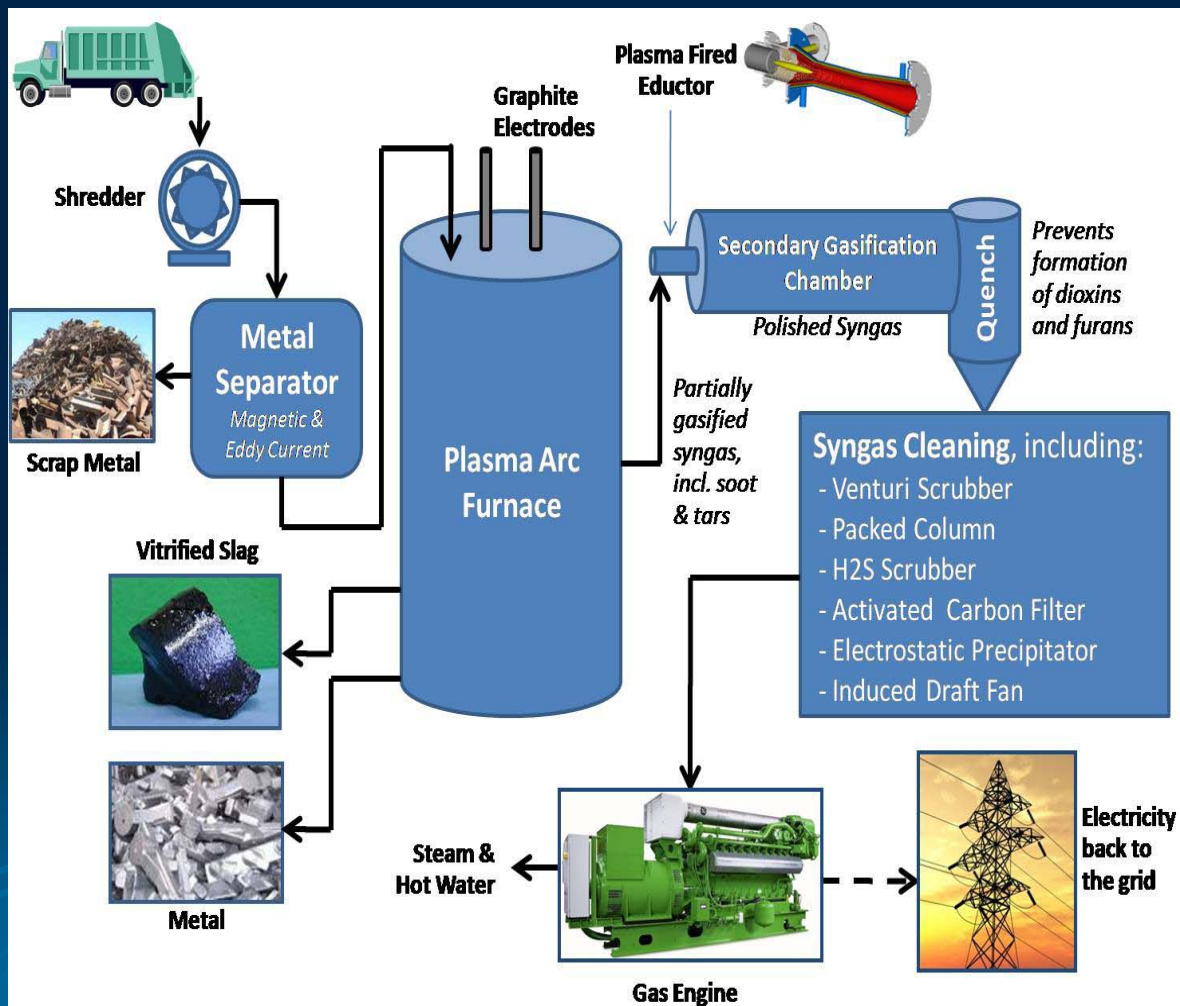 Shredder
Metal
Separator
Magnetic &
Eddy Current
Scrap Metal
Graphite
Electrodes
Plasma Arc
Furnace
Vitrified Slag
Metal
Partially
gasified
syngas,
incl. soot
& tars
Plasma Fired
Eductor
Secondary Gasification
Chamber
Polished Syngas
Quench
Prevents
formation
of dioxins
and furans
Syngas Cleaning, including:
- Venturi Scrubber
- Packed Column
- H2S Scrubber
- Activated Carbon Filter
- Electrostatic Precipitator
- Induced Draft Fan
Steam &
Hot Water
Gas Engine
Electricity
back to
the grid